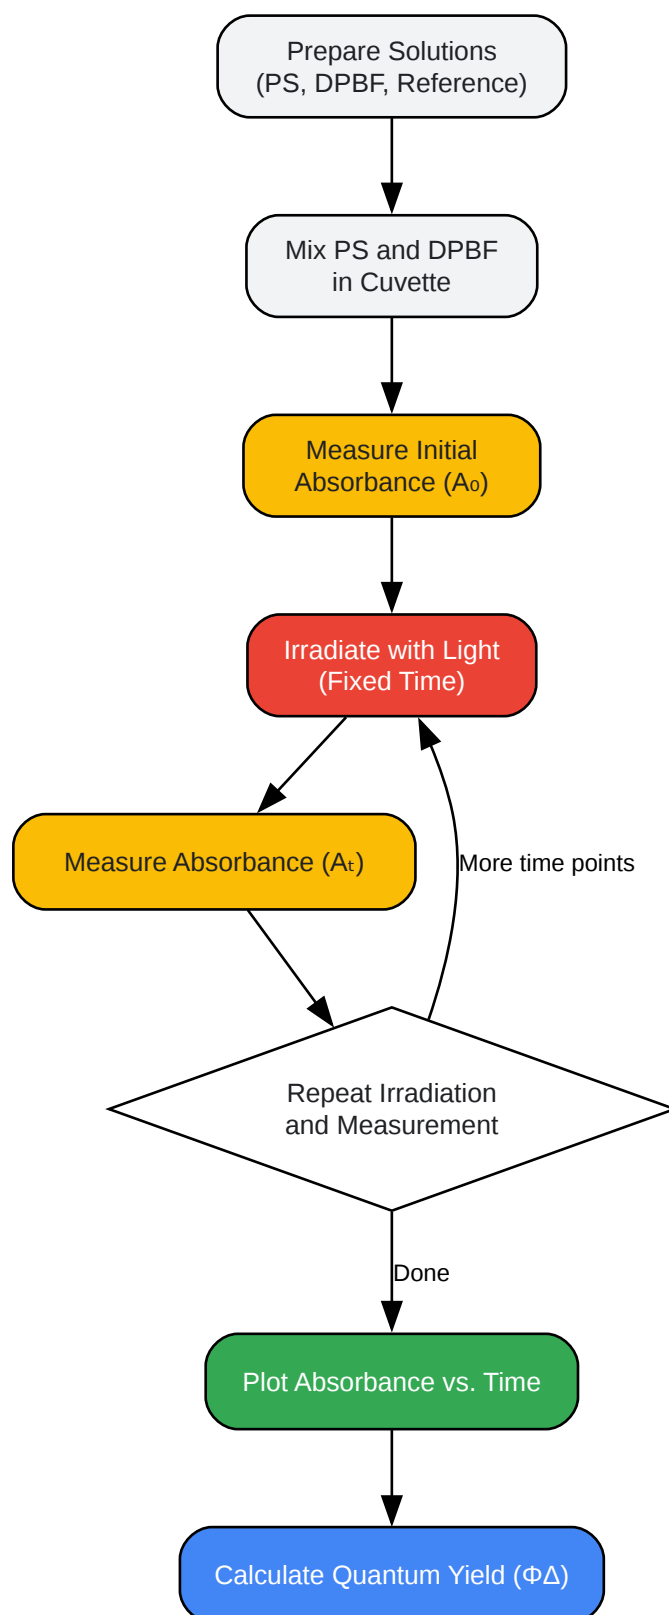 Prepare Solutions
(PS, DPBF, Reference)
Mix PS and DPBF
in Cuvette
Measure Initial
Absorbance (A₀)
Irradiate with Light
(Fixed Time)
Measure Absorbance (Aₜ)
More time points
Repeat Irradiation
and Measurement
Done
Plot Absorbance vs. Time
Calculate Quantum Yield (ΦΔ)